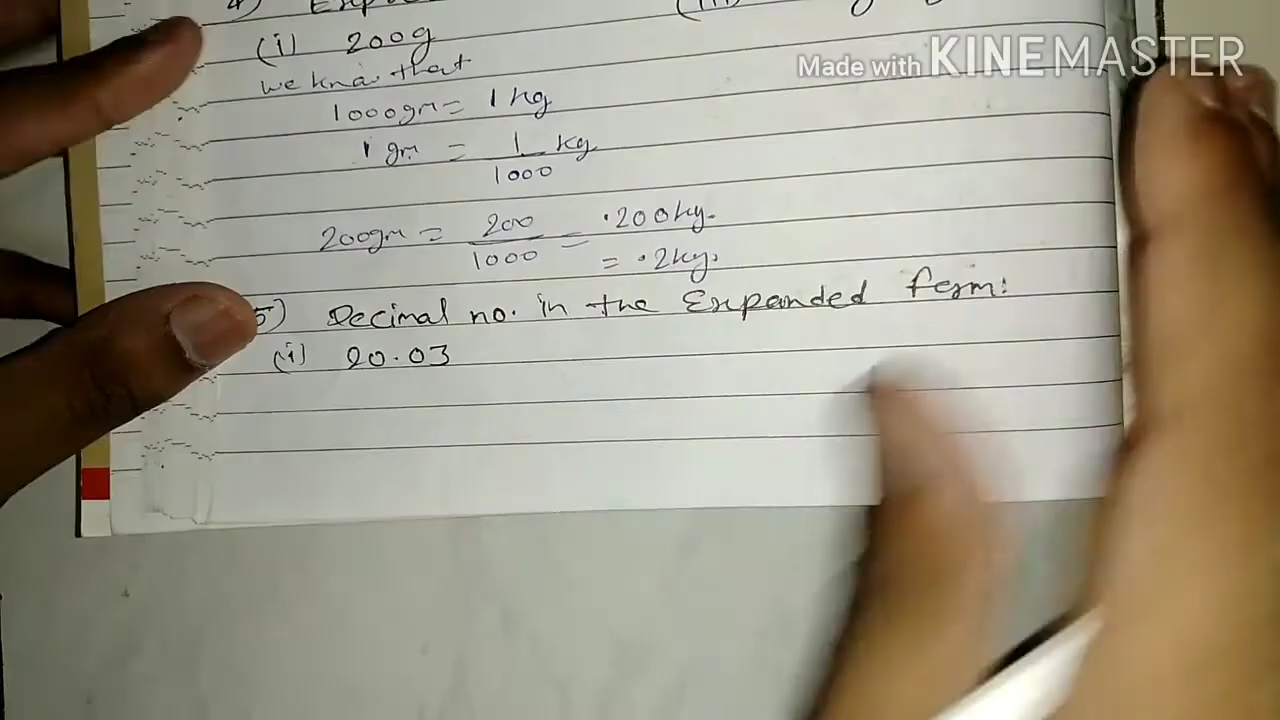 (i) 200g
Made with KINEMASTER
we know that
1000gm = 1 kg
1 gm = 1/1000 kg
200gm = 200/1000 = .200kg.
= .2kg.
5) Decimal no. in the Expanded form:
(i) 20.03